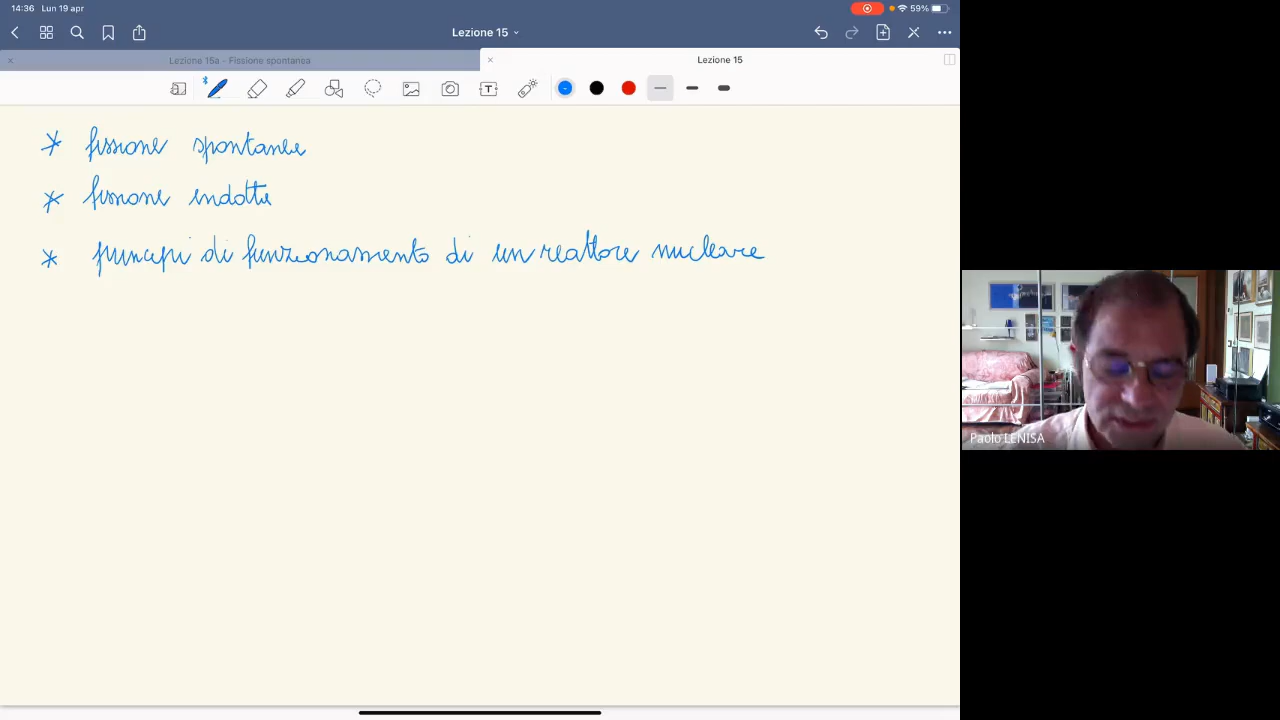 14:36 Lun 19 apr
59%
Lezione 15
Lezione 15a - Fissione spontanea
Lezione 15
T
* fissione spontanea
* fissione indotta
* principi di funzionamento di un reattore nucleare
Paolo LENISA